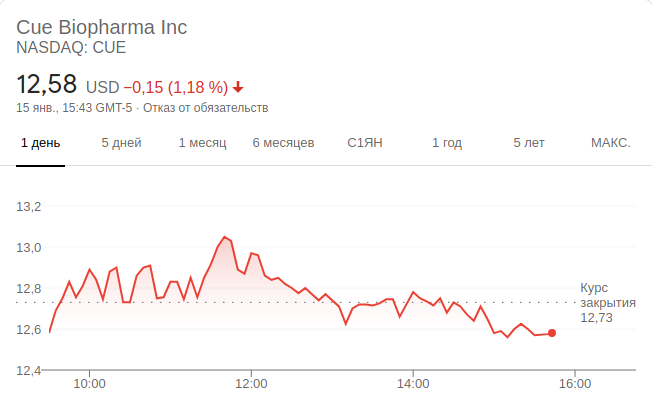 Cue Biopharma Inc
NASDAQ: CUE
12,58 USD −0,15 (1,18 %) 🡇
15 янв., 15:43 GMT-5 · Отказ от обязательств
1 день 5 дней 1 месяц 6 месяцев С1ЯН 1 год 5 лет МАКС.
13,2
13,0
12,8
12,6
12,4
Курс
закрытия
12,73
10:00 12:00 14:00 16:00